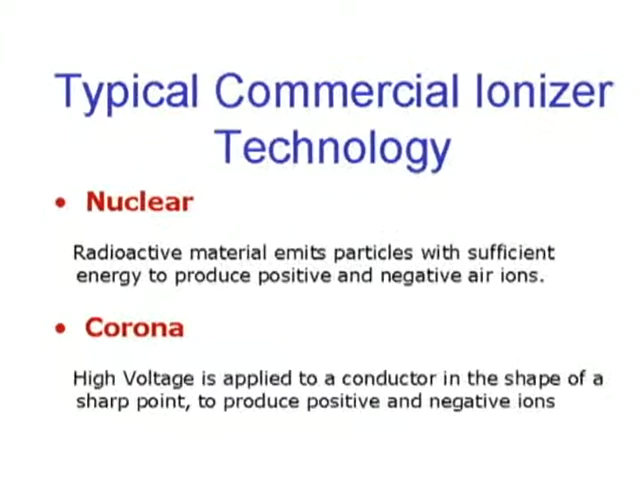 Typical Commercial Ionizer
Technology
• Nuclear
Radioactive material emits particles with sufficient
energy to produce positive and negative air ions.
• Corona
High Voltage is applied to a conductor in the shape of a
sharp point, to produce positive and negative ions